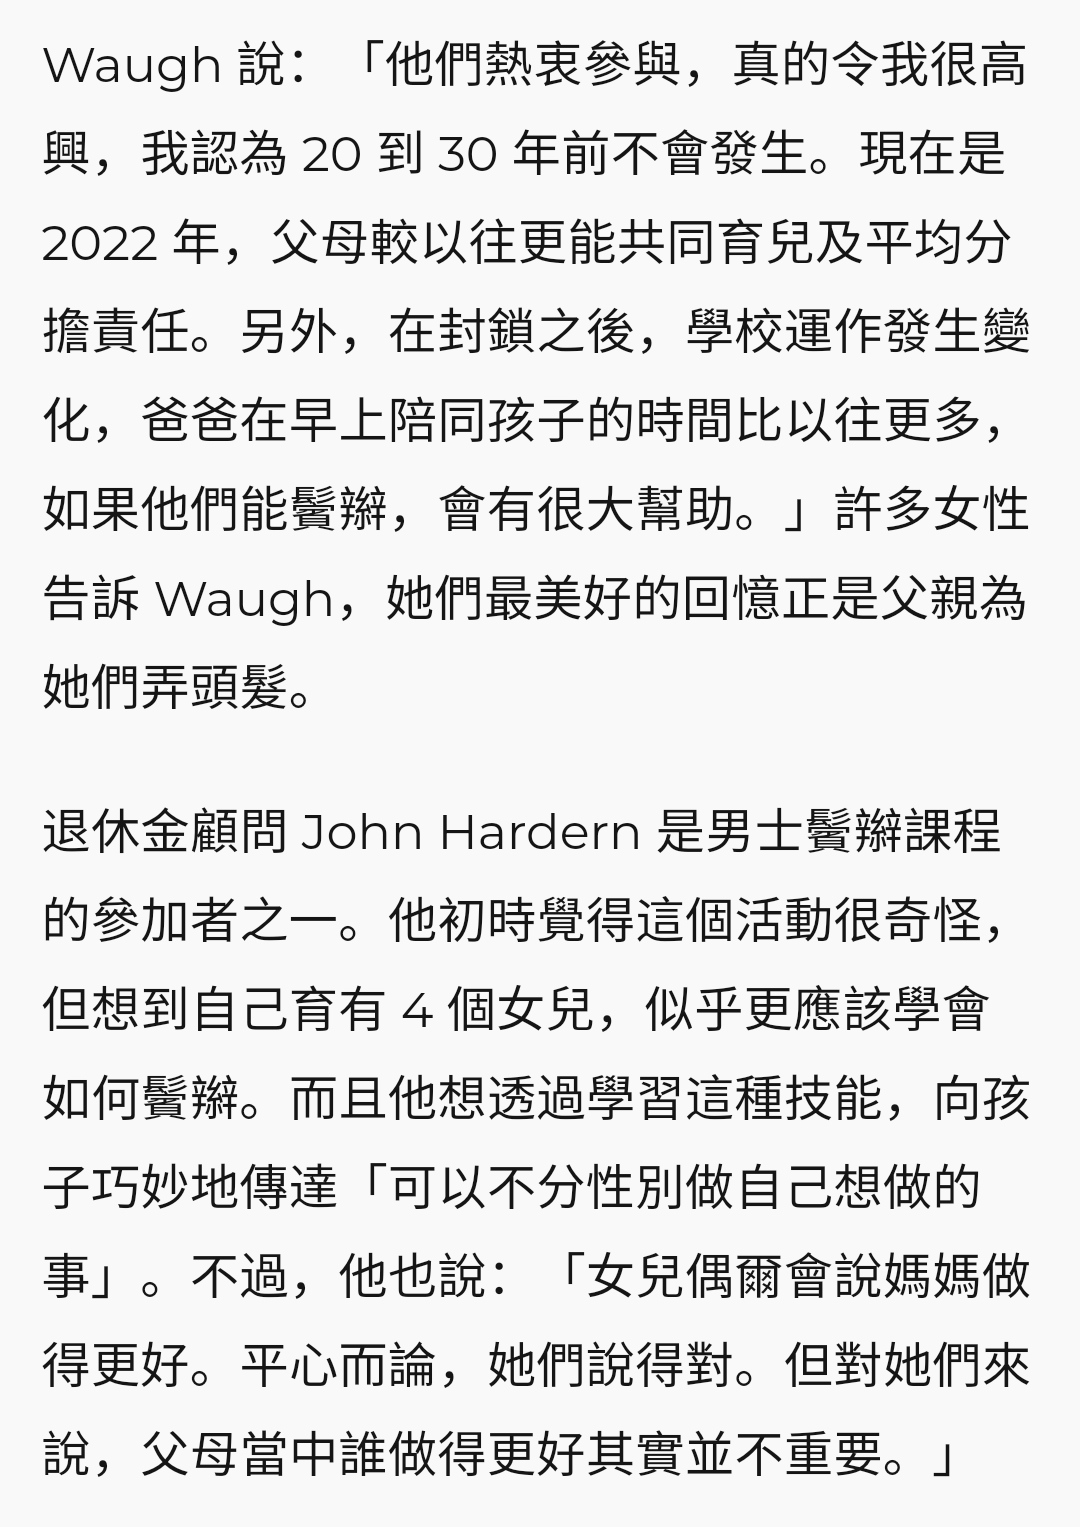 Waugh 說：「他們熱衷參與，真的令我很高
興，我認為 20 到 30 年前不會發生。現在是
2022 年，父母較以往更能共同育兒及平均分
擔責任。另外，在封鎖之後，學校運作發生變
化，爸爸在早上陪同孩子的時間比以往更多，
如果他們能鬢辮，會有很大幫助。」許多女性
告訴 Waugh，她們最美好的回憶正是父親為
她們弄頭髮。
退休金顧問 John Hardern 是男士鬢辮課程
的參加者之一。他初時覺得這個活動很奇怪，
但想到自己育有 4 個女兒，似乎更應該學會
如何鬢辮。而且他想透過學習這種技能，向孩
子巧妙地傳達「可以不分性別做自己想做的
事」。不過，他也說：「女兒偶爾會說媽媽做
得更好。平心而論，她們說得對。但對她們來
說，父母當中誰做得更好其實並不重要。」